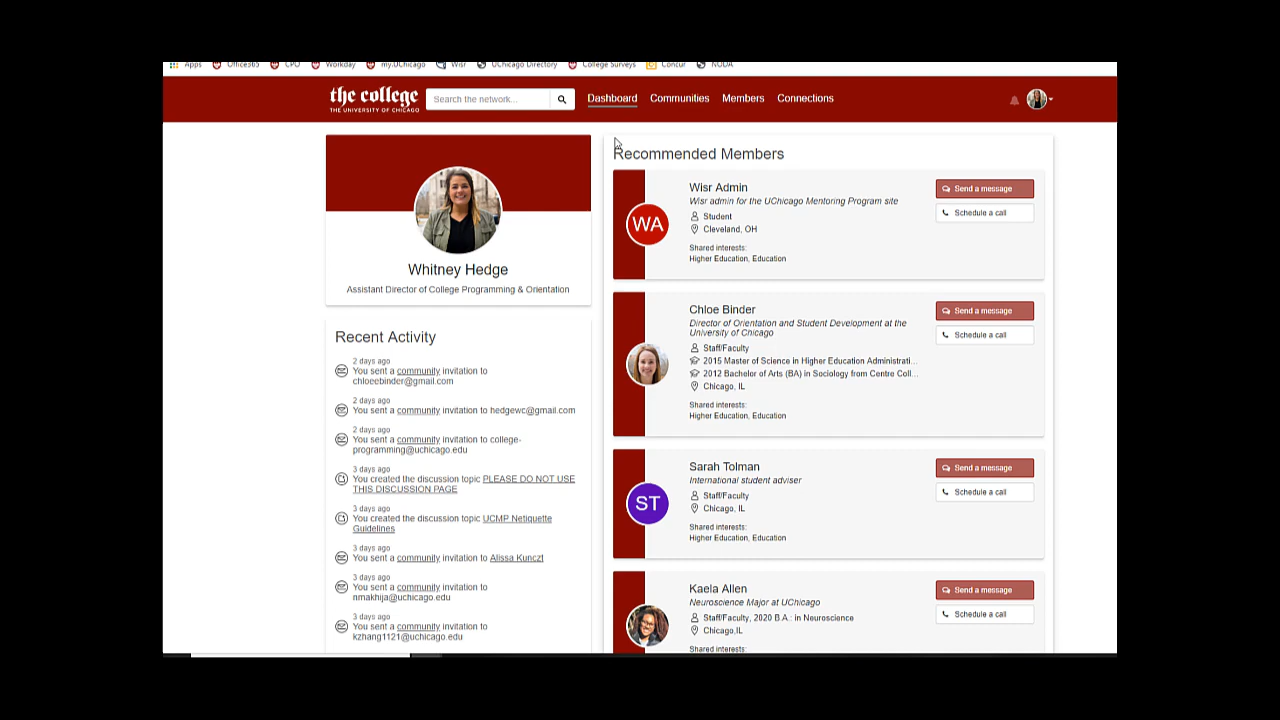 Apps Office365 CPO Workday my.UChicago Wisr UChicago Directory College Surveys Concur NODA
the college
THE UNIVERSITY OF CHICAGO
Search the network...
Dashboard Communities Members Connections
Whitney Hedge
Assistant Director of College Programming & Orientation
Recent Activity
2 days ago
You sent a community invitation to
chloeebinder@gmail.com
2 days ago
You sent a community invitation to hedgewc@gmail.com
2 days ago
You sent a community invitation to college-
programming@uchicago.edu
3 days ago
You created the discussion topic PLEASE DO NOT USE
THIS DISCUSSION PAGE
3 days ago
You created the discussion topic UCMP Netiquette
Guidelines
3 days ago
You sent a community invitation to Alissa Kunczt
3 days ago
You sent a community invitation to
nmakhija@uchicago.edu
3 days ago
You sent a community invitation to
kzhang1121@uchicago.edu
Recommended Members
WA
Wisr Admin
Wisr admin for the UChicago Mentoring Program site
Student
Cleveland, OH
Shared interests:
Higher Education, Education
Send a message
Schedule a call
Chloe Binder
Director of Orientation and Student Development at the
University of Chicago
Staff/Faculty
2015 Master of Science in Higher Education Administrati...
2012 Bachelor of Arts (BA) in Sociology from Centre Coll...
Chicago, IL
Shared interests:
Higher Education, Education
Send a message
Schedule a call
ST
Sarah Tolman
International student adviser
Staff/Faculty
Chicago, IL
Shared interests:
Higher Education, Education
Send a message
Schedule a call
Kaela Allen
Neuroscience Major at UChicago
Staff/Faculty, 2020 B.A.: in Neuroscience
Chicago,IL
Shared interests:
Send a message
Schedule a call